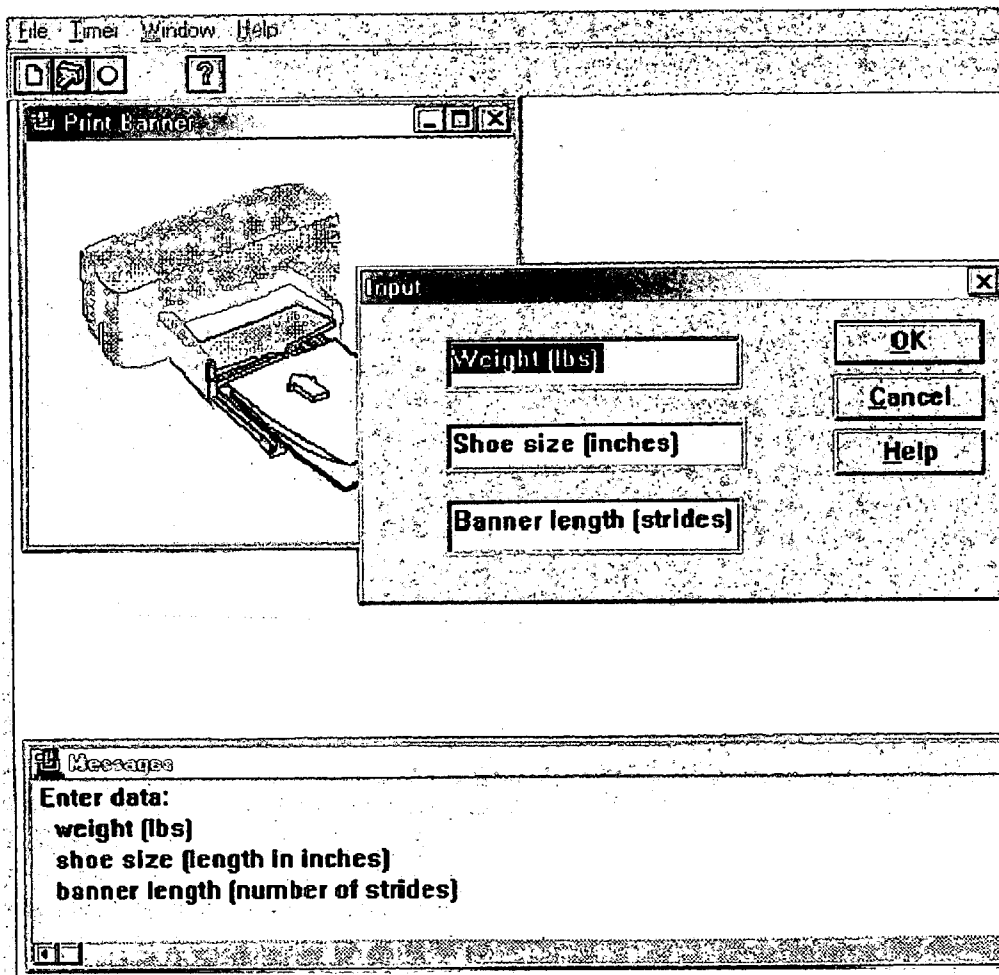 File Timer Window Help
?
Print Banner
Input
Weight (lbs)
OK
Cancel
Shoe size (inches)
Help
Banner length (strides)
Messages
Enter data:
weight (lbs)
shoe size (length in inches)
banner length (number of strides)